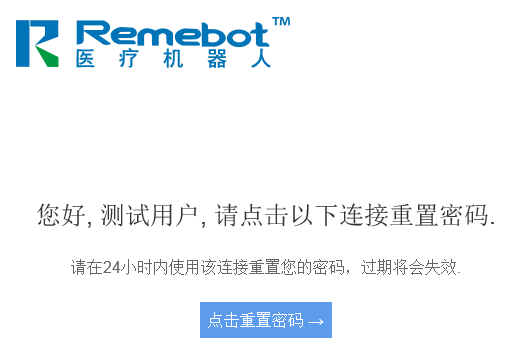 Remebot™
医疗机器人
您好, 测试用户, 请点击以下连接重置密码.
请在24小时内使用该连接重置您的密码，过期将会失效.
点击重置密码 →